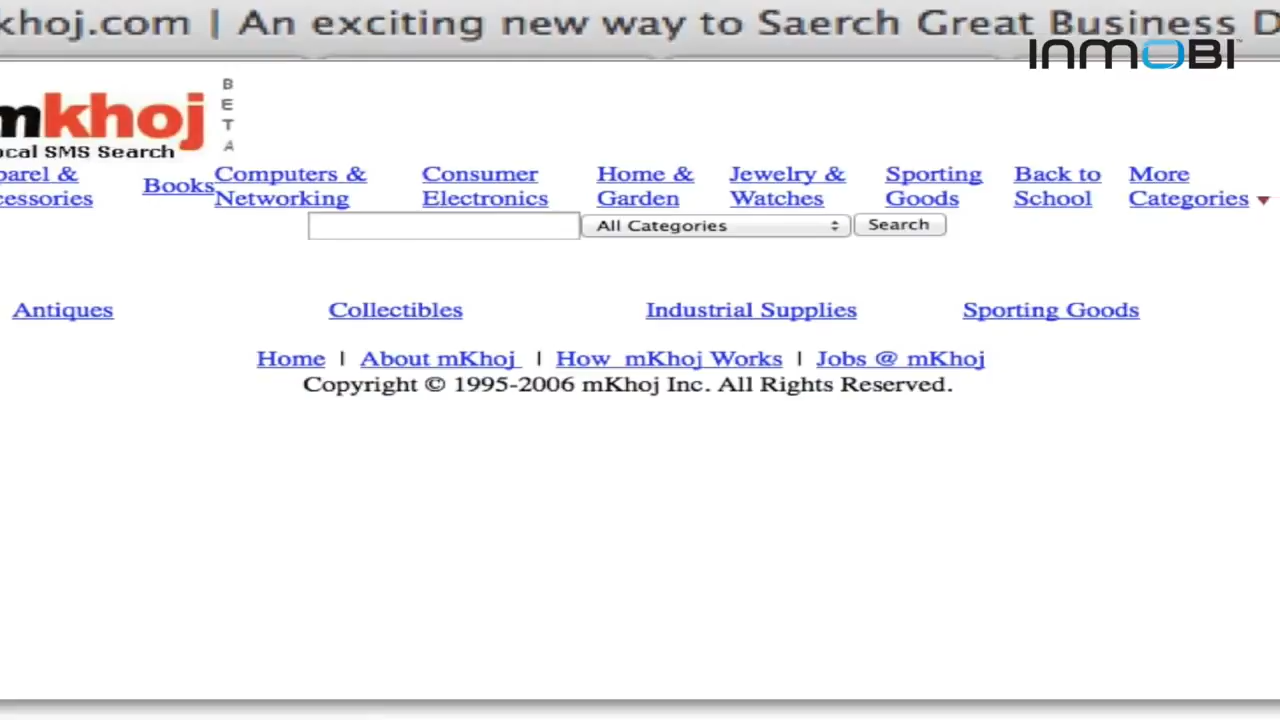 khoj.com | An exciting new way to Saerch Great Business D
INMOBI™
mkhoj
BETA
ocal SMS Search
parel & cessories
Books
Computers & Networking
Consumer Electronics
Home & Garden
Jewelry & Watches
Sporting Goods
Back to School
More Categories
All Categories
Search
Antiques Collectibles Industrial Supplies Sporting Goods
Home | About mKhoj | How mKhoj Works | Jobs @ mKhoj
Copyright © 1995-2006 mKhoj Inc. All Rights Reserved.